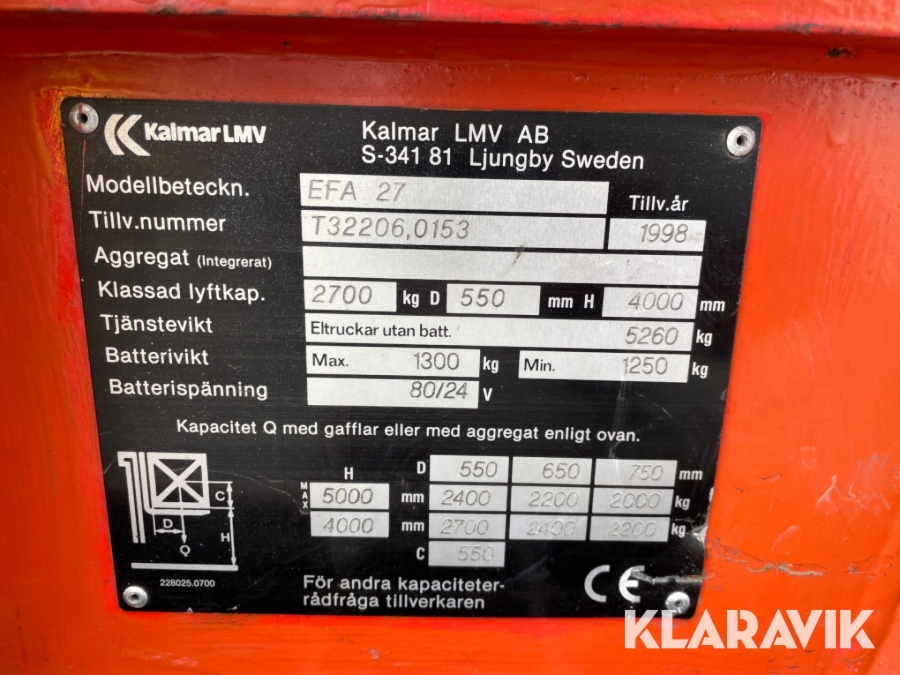 KalmarLMV
Kalmar LMV AB
S-341 81 Ljungby Sweden
Modellbeteckn. EFA 27
Tillv.år
Tillv.nummer T32206,0153 1998
Aggregat (Integrerat)
Klassad lyftkap. 2700 kg D 550 mm H 4000 mm
Tjänstevikt Eltruckar utan batt. 5260 kg
Batterivikt Max. 1300 kg Min. 1250 kg
Batterispänning 80/24 V
Kapacitet Q med gafflar eller med aggregat enligt ovan.
H D 550 650 750 mm
MAX 5000 mm 2400 2200 2000 kg
4000 mm 2700 2400 2200 kg
C 550
C
D
H
Q
228025.0700
För andra kapaciteter-
rådfråga tillverkaren
CE
KLARAVIK